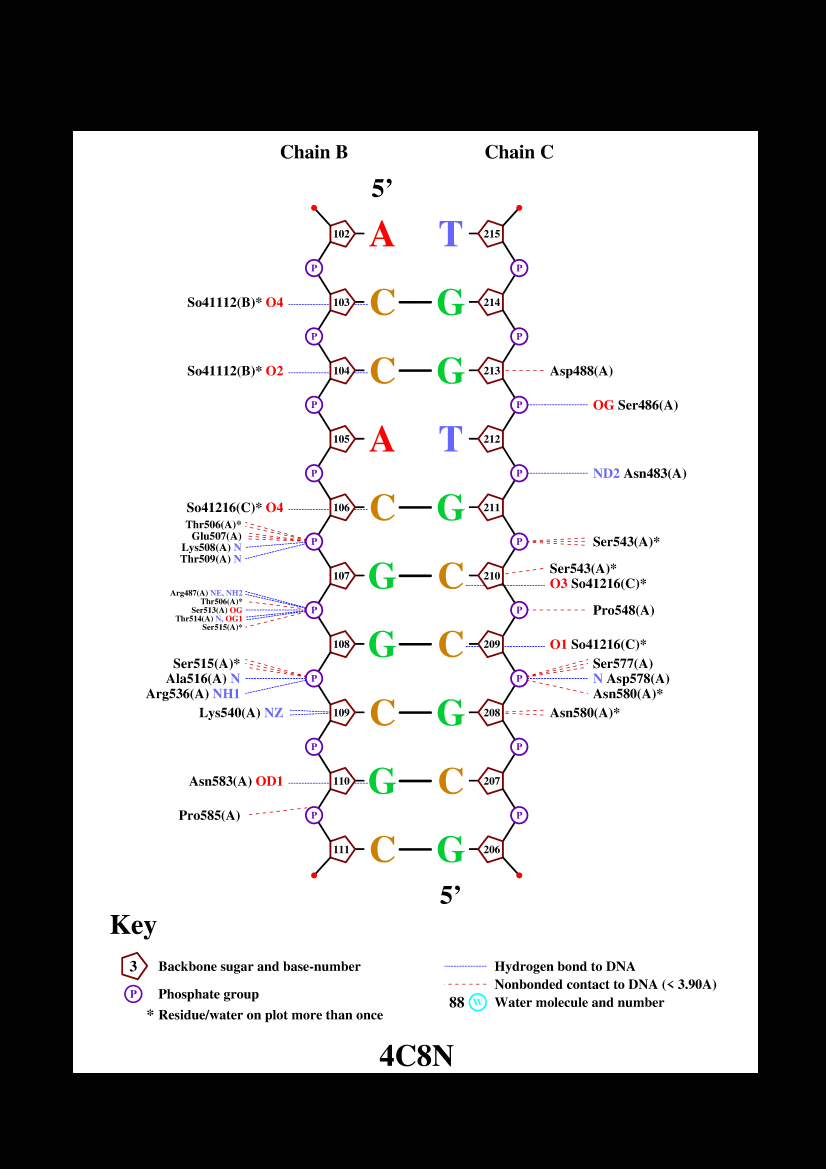 Chain B Chain C
5’
102 A T 215
P P
So41112(B)* O4 103 C G 214
P P
So41112(B)* O2 104 C G 213 Asp488(A)
P P OG Ser486(A)
105 A T 212
P P ND2 Asn483(A)
So41216(C)* O4 106 C G 211
Thr506(A)*
Glu507(A)
P P Ser543(A)*
Lys508(A) N
Thr509(A) N
Ser543(A)*
107 G C 210
O3 So41216(C)*
Arg487(A) NE, NH2
Thr506(A)*
Ser513(A) OG P P Pro548(A)
Thr514(A) N, OG1
Ser515(A)*
108 G C 209 O1 So41216(C)*
Ser515(A)* Ser577(A)
Ala516(A) N P P N Asp578(A)
Arg536(A) NH1 Asn580(A)*
Lys540(A) NZ 109 C G 208 Asn580(A)*
P P
Asn583(A) OD1 110 G C 207
Pro585(A) P P
111 C G 206
5’
Key
3 Backbone sugar and base-number
P Phosphate group
* Residue/water on plot more than once
Hydrogen bond to DNA
Nonbonded contact to DNA (< 3.90A)
88 W Water molecule and number
4C8N